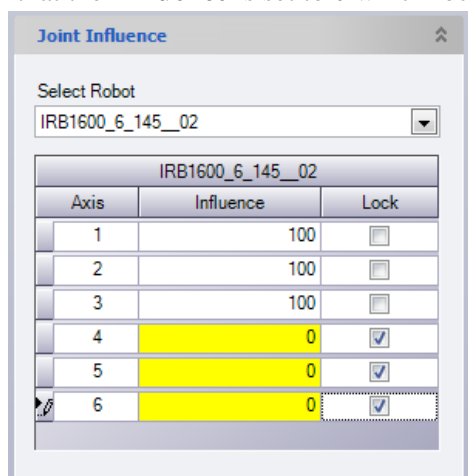 Joint Influence
Select Robot
IRB1600_6_145__02
IRB1600_6_145__02
Axis Influence Lock
1 100
2 100
3 100
4 0
5 0
6 0